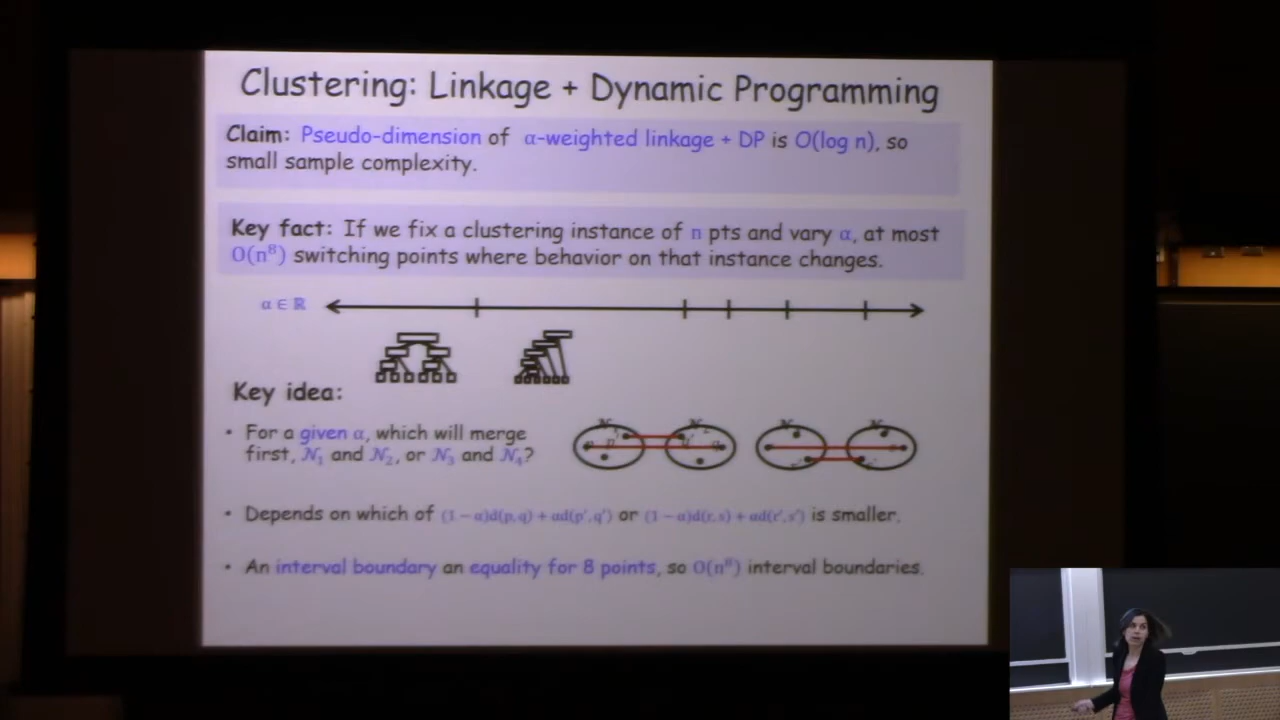 Clustering: Linkage + Dynamic Programming
Claim: Pseudo-dimension of α-weighted linkage + DP is O(log n), so
small sample complexity.
Key fact: If we fix a clustering instance of n pts and vary α, at most
O(n⁸) switching points where behavior on that instance changes.
α ∈ ℝ
Key idea:
• For a given α, which will merge
first, 𝒩₁ and 𝒩₂, or 𝒩₃ and 𝒩₄?
• Depends on which of (1 − α)d(p, q) + αd(p′, q′) or (1 − α)d(r, s) + αd(r′, s′) is smaller.
• An interval boundary an equality for 8 points, so O(n⁸) interval boundaries.